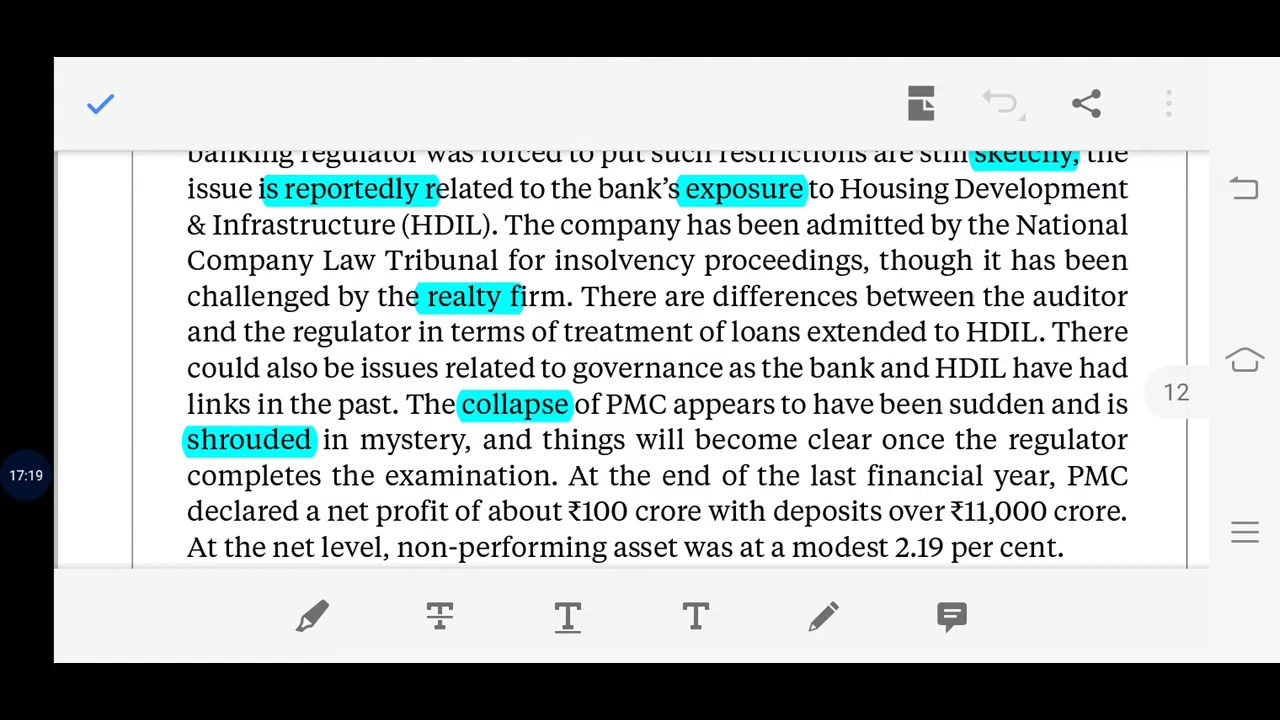 banking regulator was forced to put such restrictions are still sketchy, the
issue is reportedly related to the bank's exposure to Housing Development
& Infrastructure (HDIL). The company has been admitted by the National
Company Law Tribunal for insolvency proceedings, though it has been
challenged by the realty firm. There are differences between the auditor
and the regulator in terms of treatment of loans extended to HDIL. There
could also be issues related to governance as the bank and HDIL have had
links in the past. The collapse of PMC appears to have been sudden and is
shrouded in mystery, and things will become clear once the regulator
completes the examination. At the end of the last financial year, PMC
declared a net profit of about ₹100 crore with deposits over ₹11,000 crore.
At the net level, non-performing asset was at a modest 2.19 per cent.
12
17:19